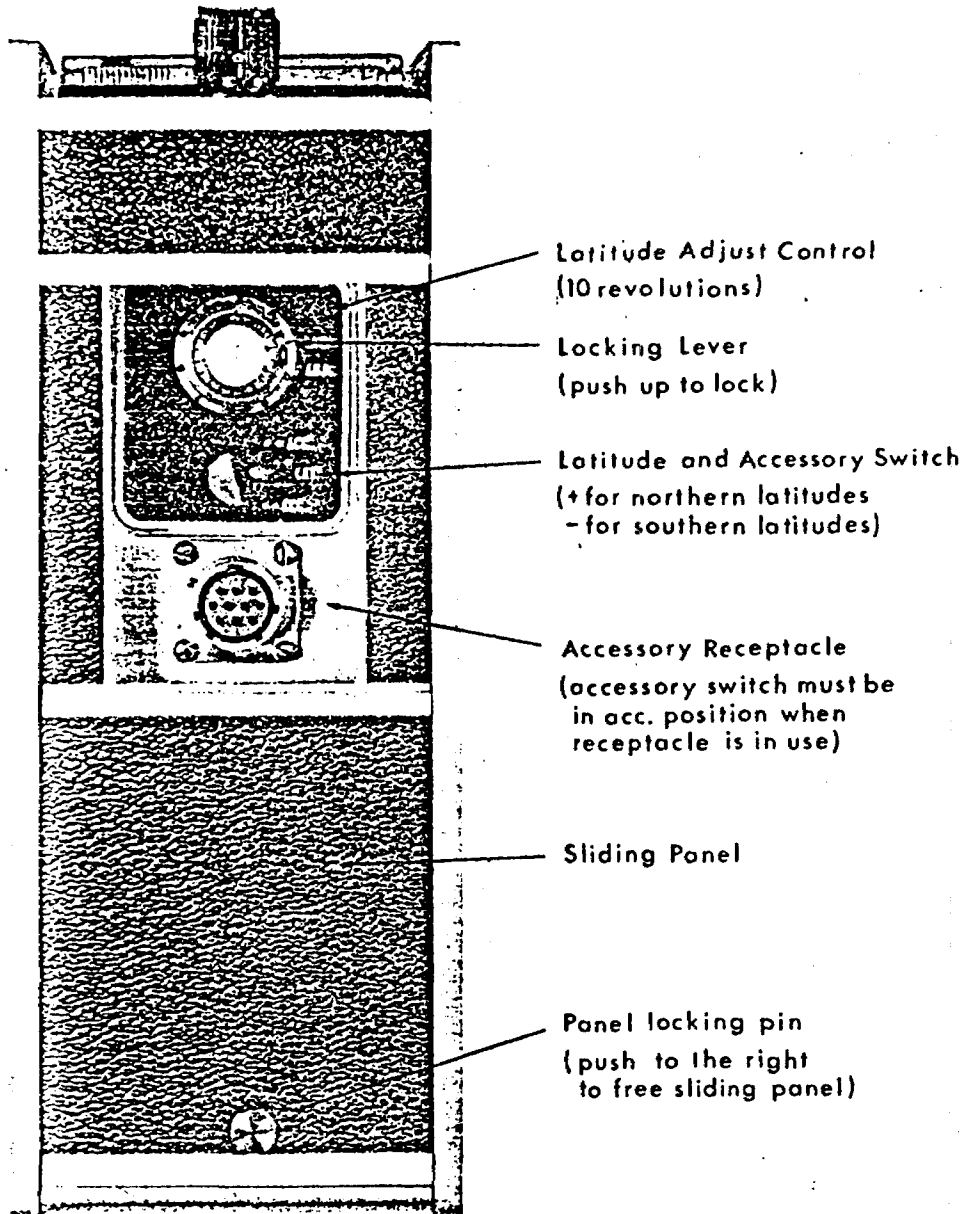 Latitude Adjust Control
(10 revolutions)
Locking Lever
(push up to lock)
Latitude and Accessory Switch
(+ for northern latitudes
- for southern latitudes)
Accessory Receptacle
(accessory switch must be
in acc. position when
receptacle is in use)
Sliding Panel
Panel locking pin
(push to the right
to free sliding panel)